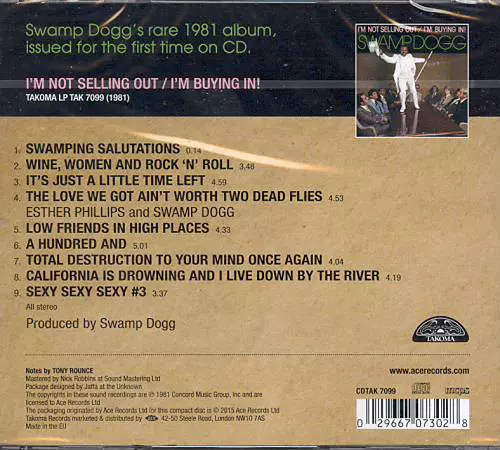 Swamp Dogg's rare 1981 album,
issued for the first time on CD.
I'M NOT SELLING OUT / I'M BUYING IN!
TAKOMA LP TAK 7099 (1981)
I'M NOT SELLING OUT / I'M BUYING IN!
SWAMP DOGG
1. SWAMPING SALUTATIONS 0.14
2. WINE, WOMEN AND ROCK 'N' ROLL 3.48
3. IT'S JUST A LITTLE TIME LEFT 4.59
4. THE LOVE WE GOT AIN'T WORTH TWO DEAD FLIES 4.53
ESTHER PHILLIPS and SWAMP DOGG
5. LOW FRIENDS IN HIGH PLACES 4.33
6. A HUNDRED AND 5.01
7. TOTAL DESTRUCTION TO YOUR MIND ONCE AGAIN 4.04
8. CALIFORNIA IS DROWNING AND I LIVE DOWN BY THE RIVER 4.19
9. SEXY SEXY SEXY #3 3.37
All stereo
Produced by Swamp Dogg
TAKOMA
Notes by TONY ROUNCE
Mastered by Nick Robbins at Sound Mastering Ltd
Package designed by Jaffa at the Unknown
The copyrights in these sound recordings are ℗ 1981 Concord Music Group, Inc and are
licensed to Ace Records Ltd
The packaging originated by Ace Records Ltd for this compact disc is © 2015 Ace Records Ltd
Takoma Records marketed & distributed by ACE 42-50 Steele Road, London NW10 7AS
Made in the EU
www.acerecords.com
CDTAK 7099
mcps
0 29667 07302 8